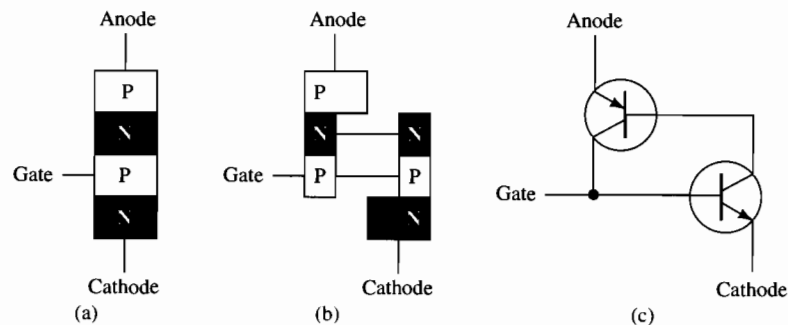 Anode
P
N
Gate
P
N
Cathode
(a)
Anode
P
N
N
Gate
P
P
N
Cathode
(b)
Anode
Gate
Cathode
(c)